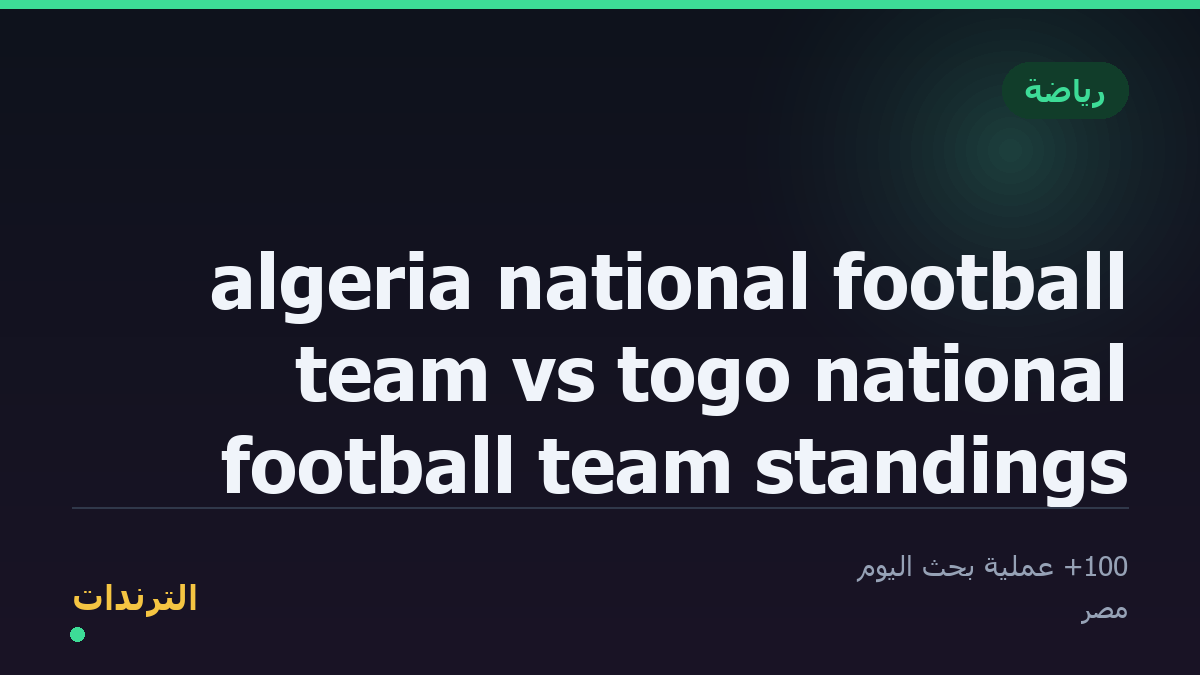 رياضة
algeria national football
team vs togo national
football team standings
+100 عملية بحث اليوم
مصر
الترندات